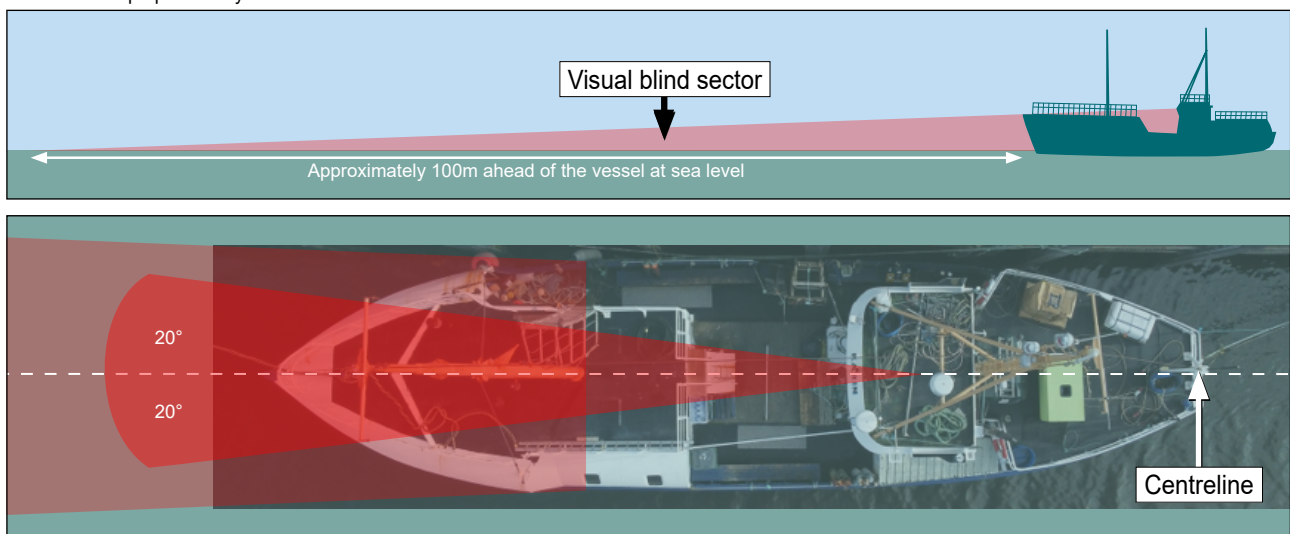 Visual blind sector
Approximately 100m ahead of the vessel at sea level
20°
20°
Centreline